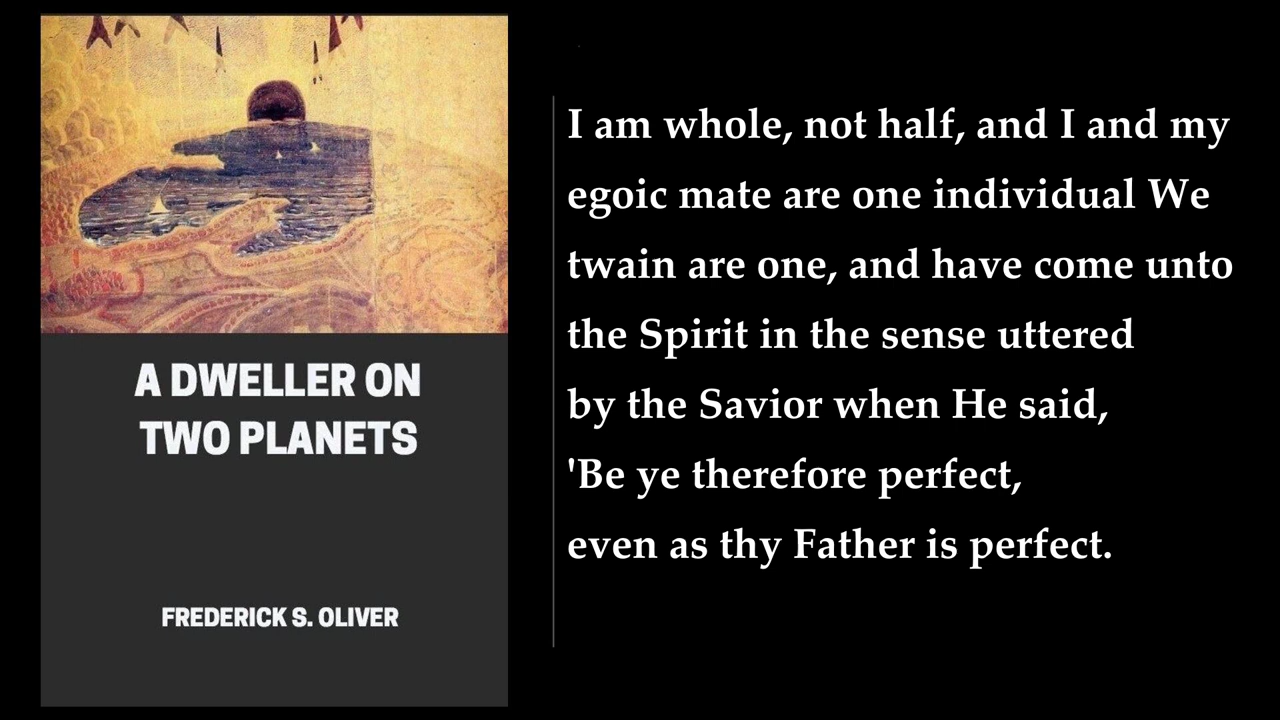 A DWELLER ON
TWO PLANETS
FREDERICK S. OLIVER
I am whole, not half, and I and my
egoic mate are one individual We
twain are one, and have come unto
the Spirit in the sense uttered
by the Savior when He said,
'Be ye therefore perfect,
even as thy Father is perfect.